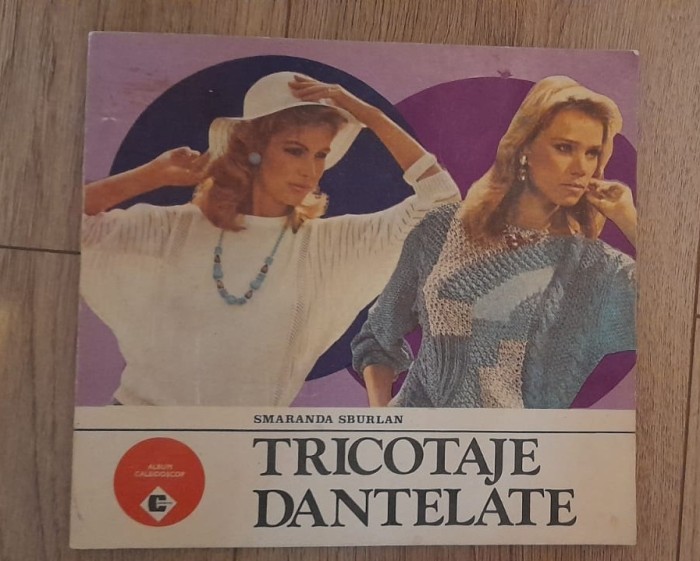 SMARANDA SBURLAN
TRICOTAJE
DANTELATE
ALBUM
CALEIDOSCOP
C